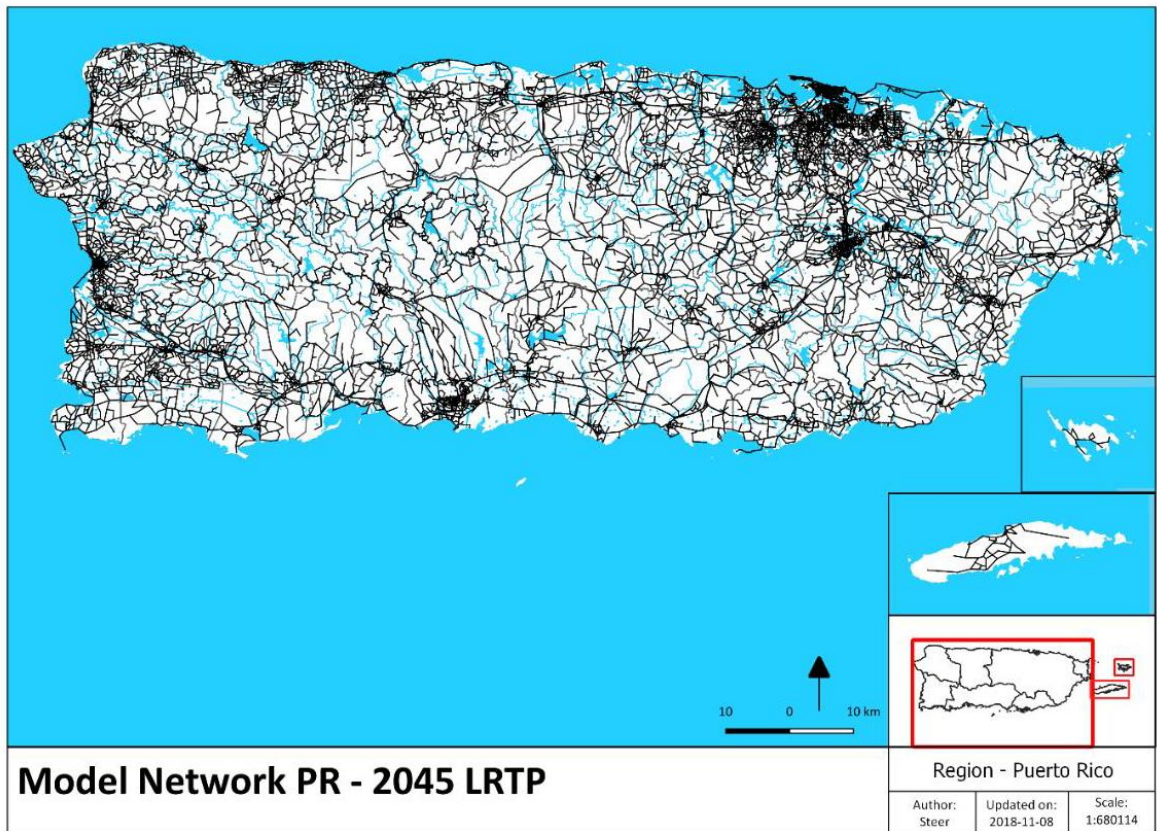 10 0 10 km
Model Network PR - 2045 LRTP
Region - Puerto Rico
Author: Updated on: Scale:
Steer 2018-11-08 1:680114